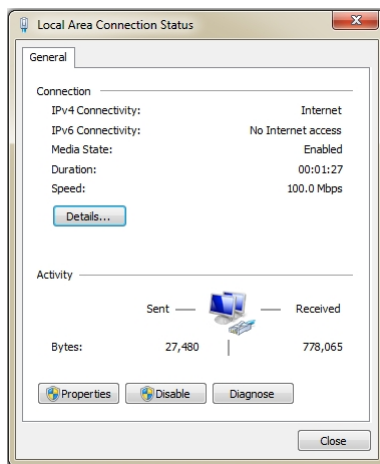 Local Area Connection Status
General
Connection
IPv4 Connectivity: Internet
IPv6 Connectivity: No Internet access
Media State: Enabled
Duration: 00:01:27
Speed: 100.0 Mbps
Details...
Activity
Sent Received
Bytes: 27,480 778,065
Properties Disable Diagnose
Close